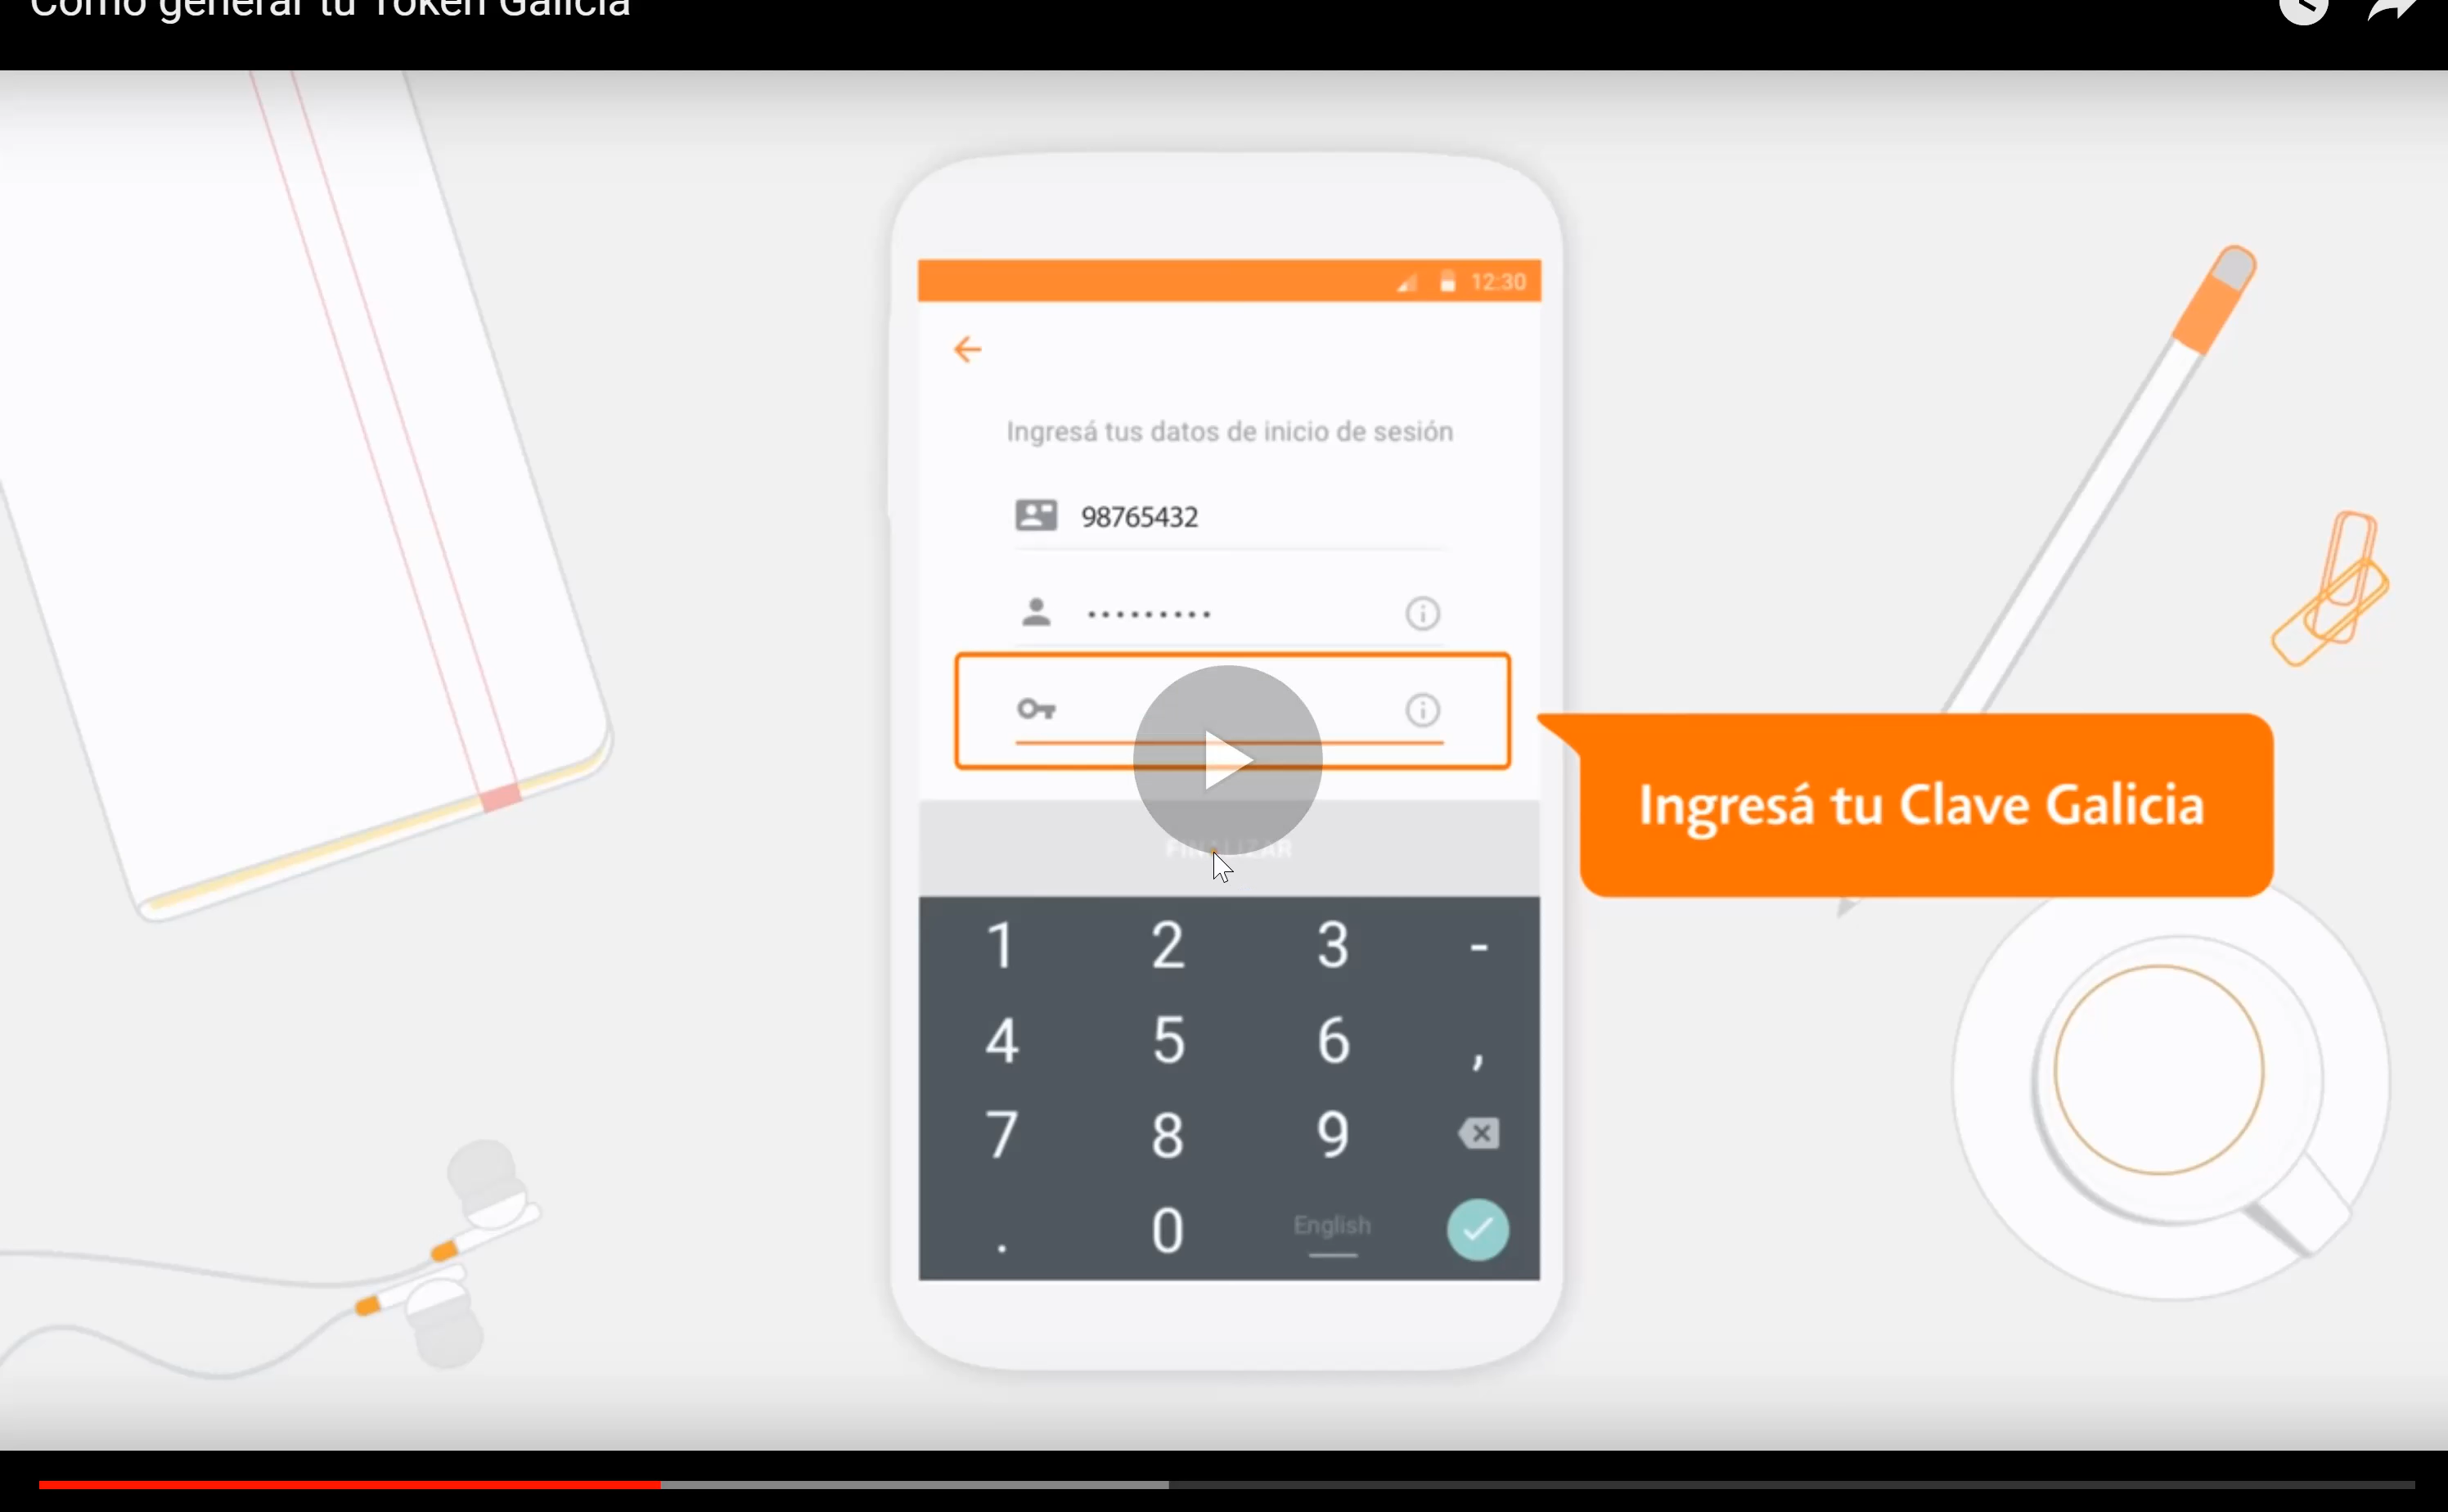 Cómo generar tu Token Galicia
12:30
Ingresá tus datos de inicio de sesión
98765432
•••••••••
Ingresá tu Clave Galicia
FINALIZAR
1 2 3 -
4 5 6 ,
7 8 9
. 0 English